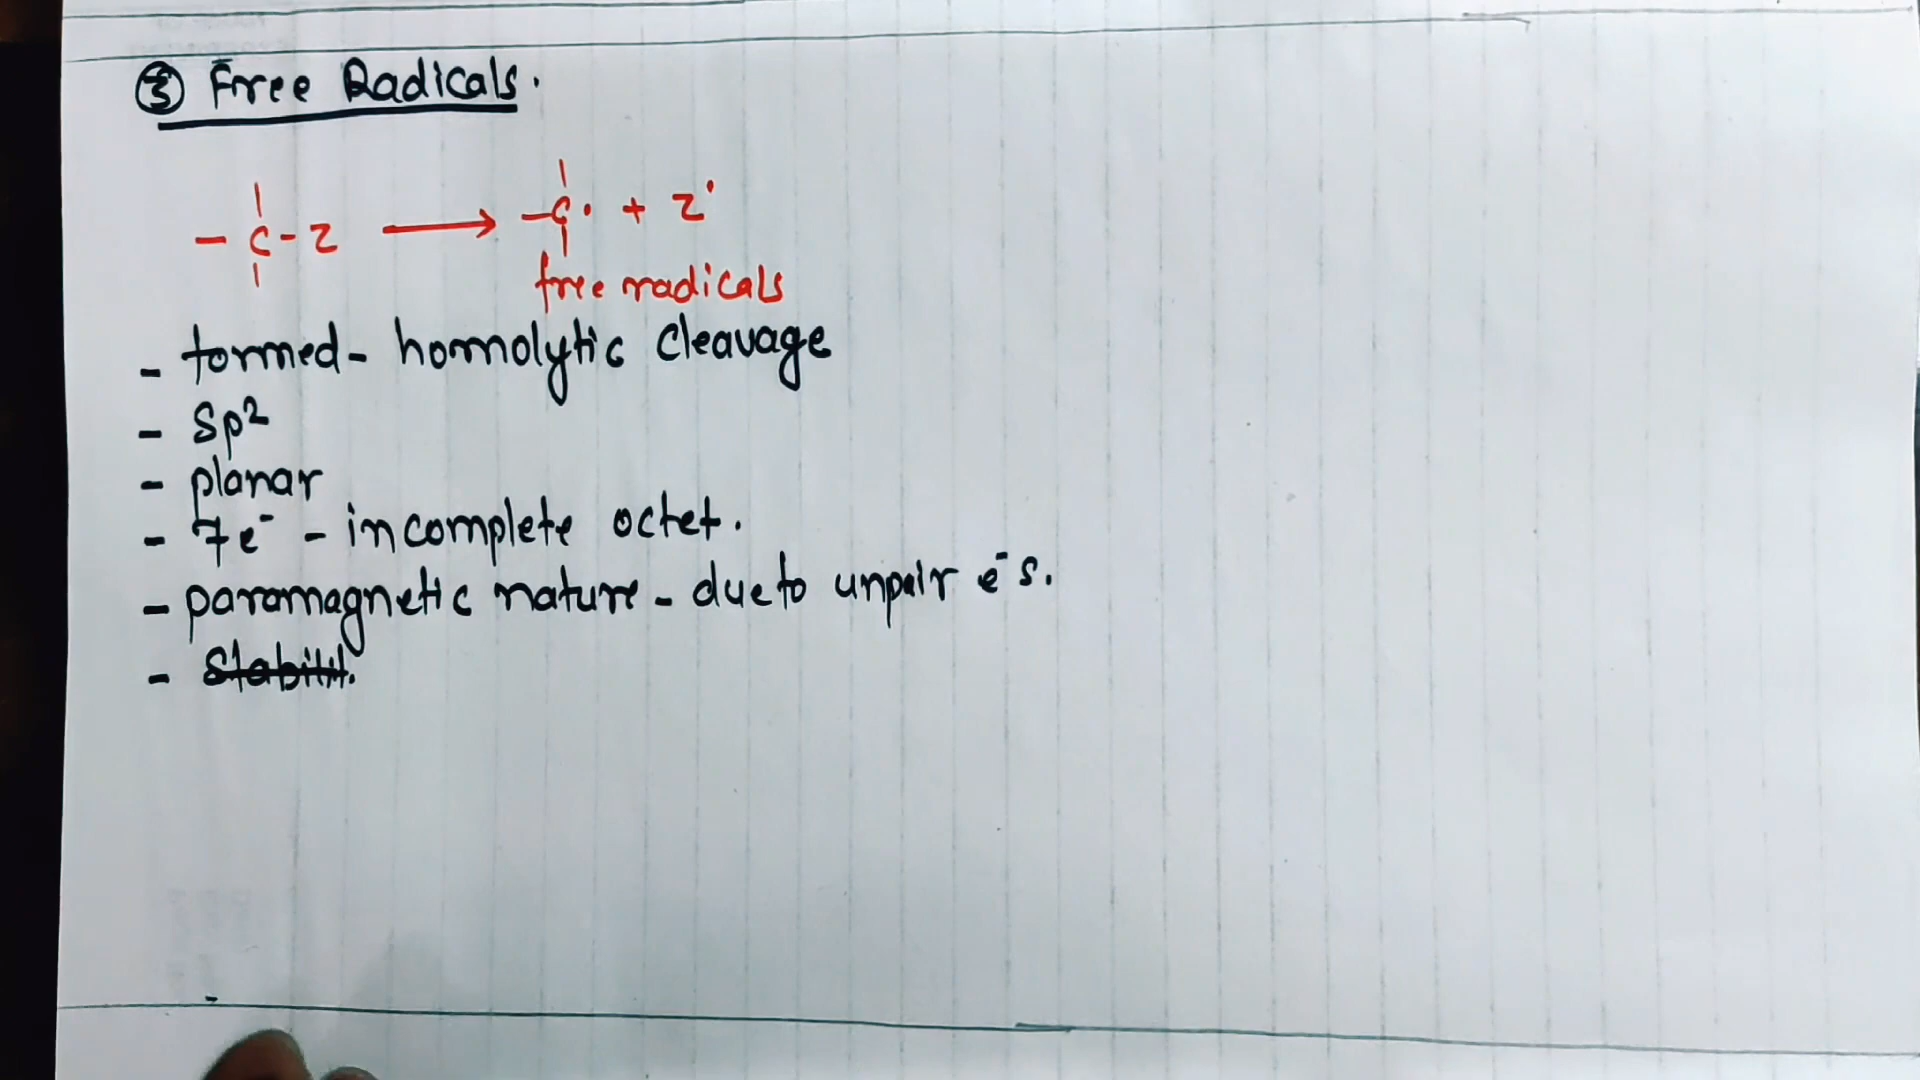 ③ Free Radicals.
| |
- C - Z → - C • + Z•
| |
free radicals
- formed - homolytic cleavage
- Sp²
- planar
- 7e⁻ - incomplete octet.
- paramagnetic nature - due to unpair e⁻s.
-